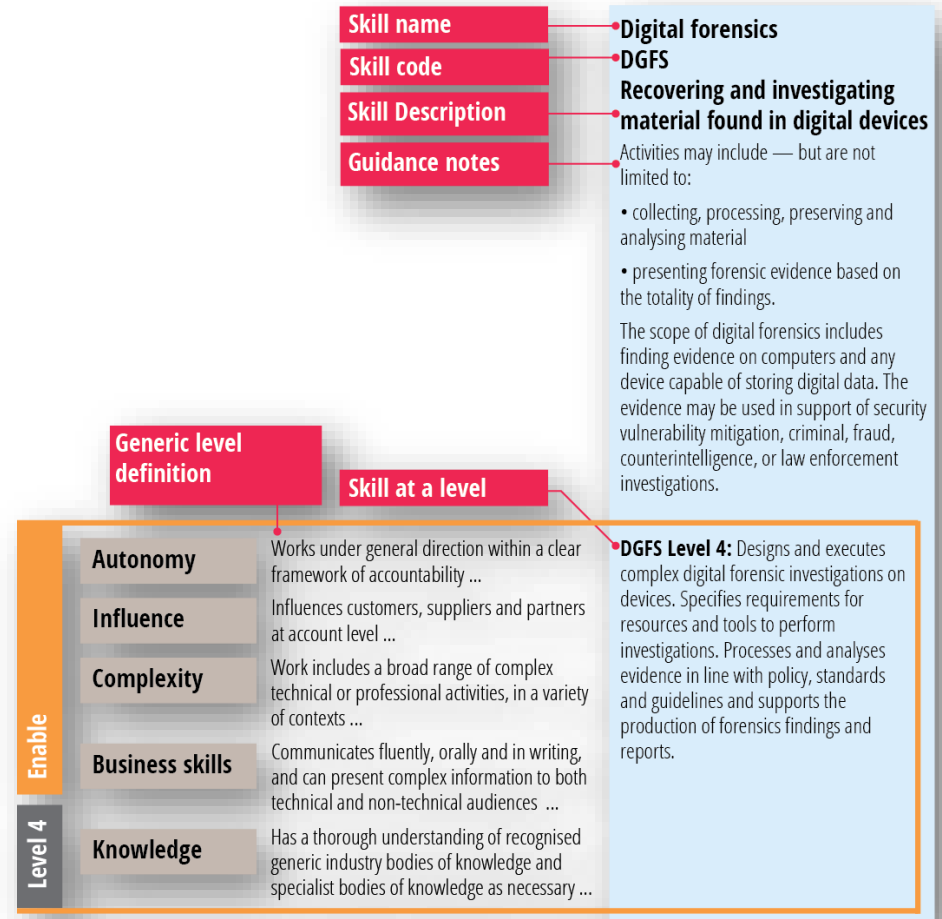 Skill name
Digital forensics
Skill code
DGFS
Skill Description
Recovering and investigating
material found in digital devices
Guidance notes
Activities may include — but are not
limited to:
• collecting, processing, preserving and
analysing material
• presenting forensic evidence based on
the totality of findings.
The scope of digital forensics includes
finding evidence on computers and any
device capable of storing digital data. The
evidence may be used in support of security
vulnerability mitigation, criminal, fraud,
counterintelligence, or law enforcement
investigations.
Generic level
definition
Skill at a level
Enable
Level 4
Autonomy
Works under general direction within a clear
framework of accountability ...
Influence
Influences customers, suppliers and partners
at account level ...
Complexity
Work includes a broad range of complex
technical or professional activities, in a variety
of contexts ...
Business skills
Communicates fluently, orally and in writing,
and can present complex information to both
technical and non-technical audiences ...
Knowledge
Has a thorough understanding of recognised
generic industry bodies of knowledge and
specialist bodies of knowledge as necessary ...
DGFS Level 4: Designs and executes
complex digital forensic investigations on
devices. Specifies requirements for
resources and tools to perform
investigations. Processes and analyses
evidence in line with policy, standards
and guidelines and supports the
production of forensics findings and
reports.